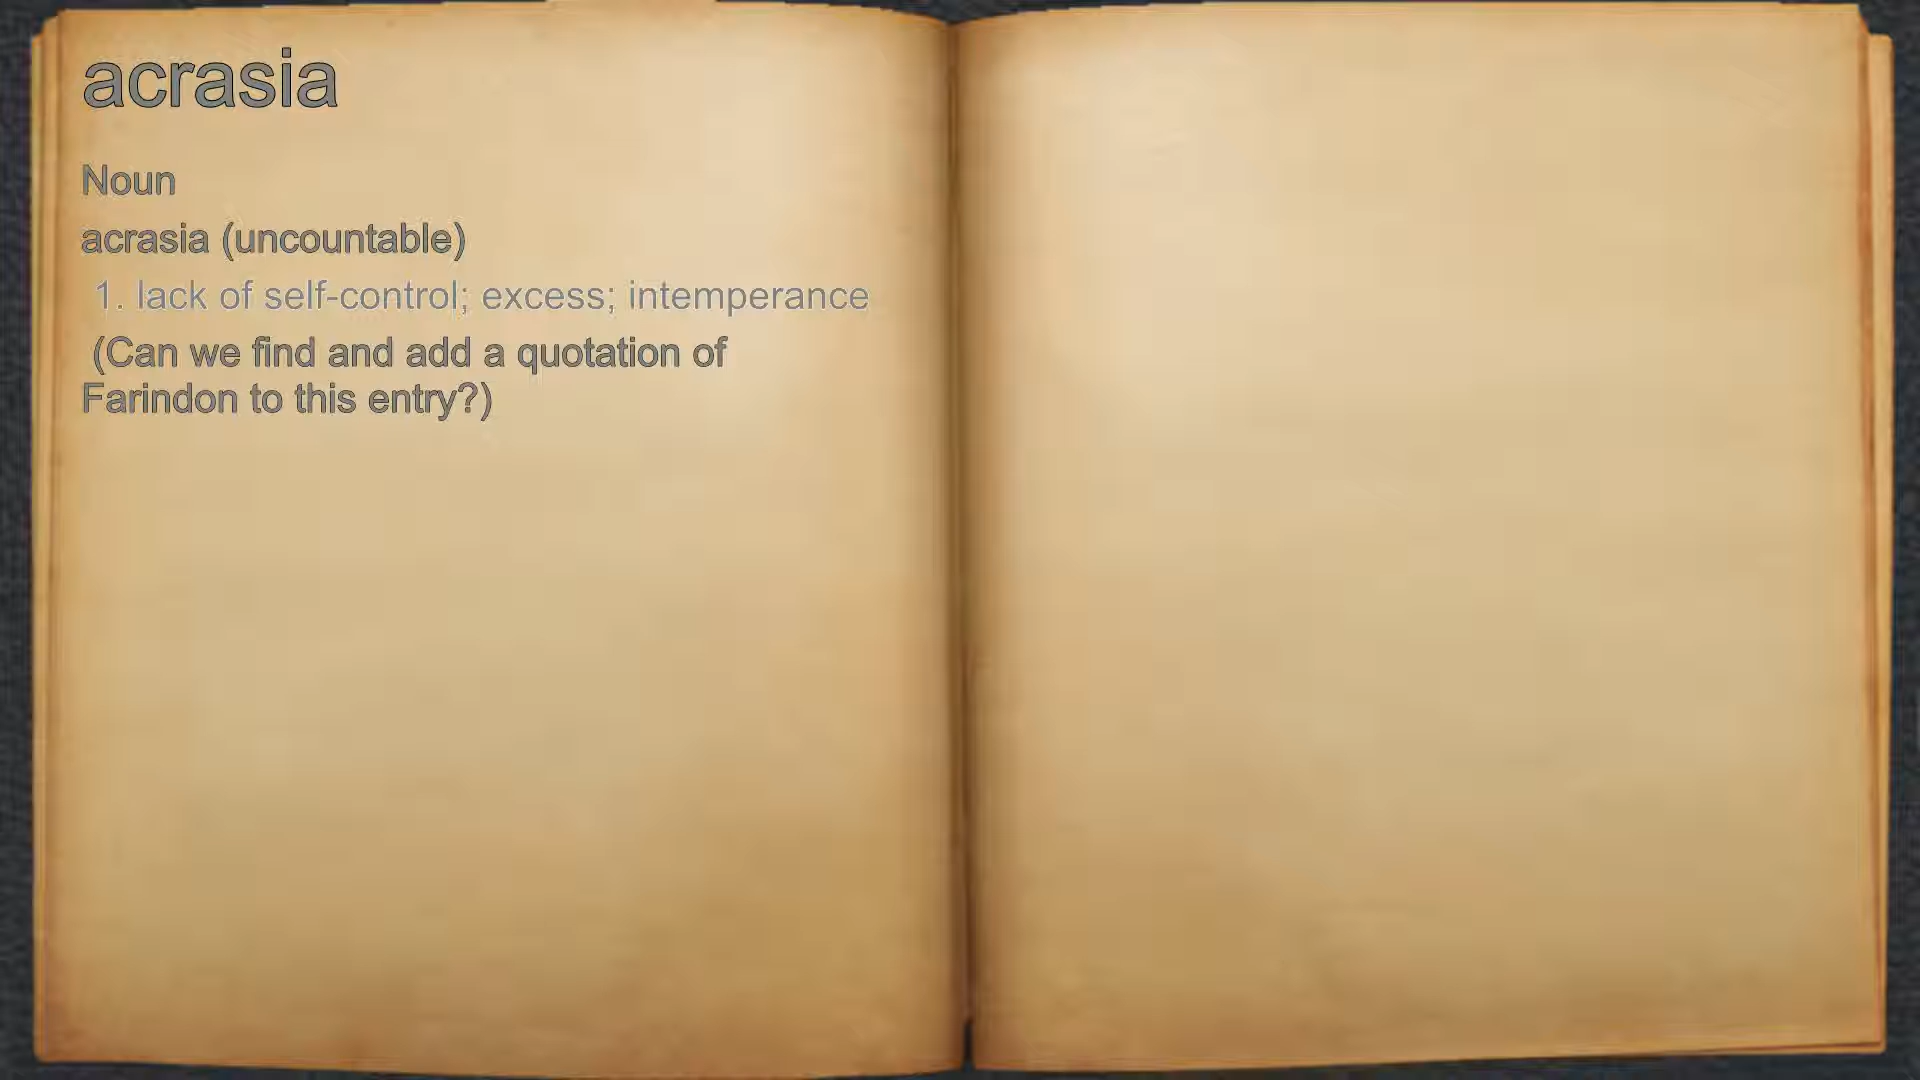 acrasia
Noun
acrasia (uncountable)
1. lack of self-control; excess; intemperance
(Can we find and add a quotation of
Farindon to this entry?)